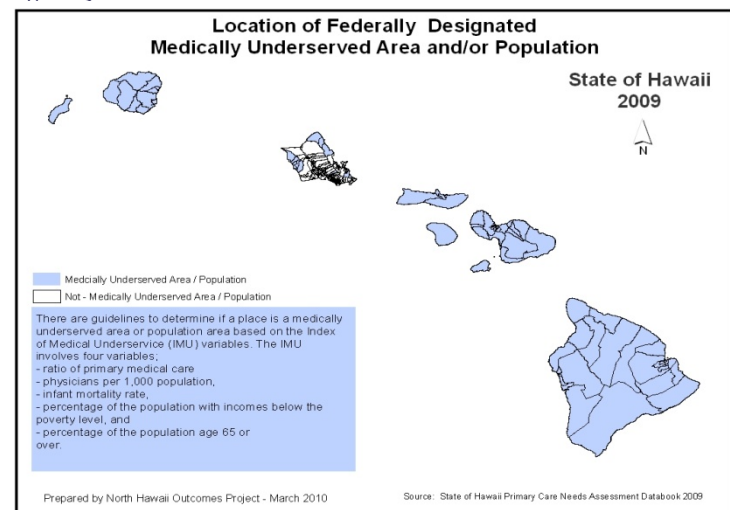 Location of Federally Designated
Medically Underserved Area and/or Population
State of Hawaii
2009
N
Medcially Underserved Area / Population
Not - Medically Underserved Area / Population
There are guidelines to determine if a place is a medically
underserved area or population area based on the Index
of Medical Underservice (IMU) variables. The IMU
involves four variables;
- ratio of primary medical care
- physicians per 1,000 population,
- infant mortality rate,
- percentage of the population with incomes below the
poverty level, and
- percentage of the population age 65 or
over.
Prepared by North Hawaii Outcomes Project - March 2010
Source: State of Hawaii Primary Care Needs Assessment Databook 2009